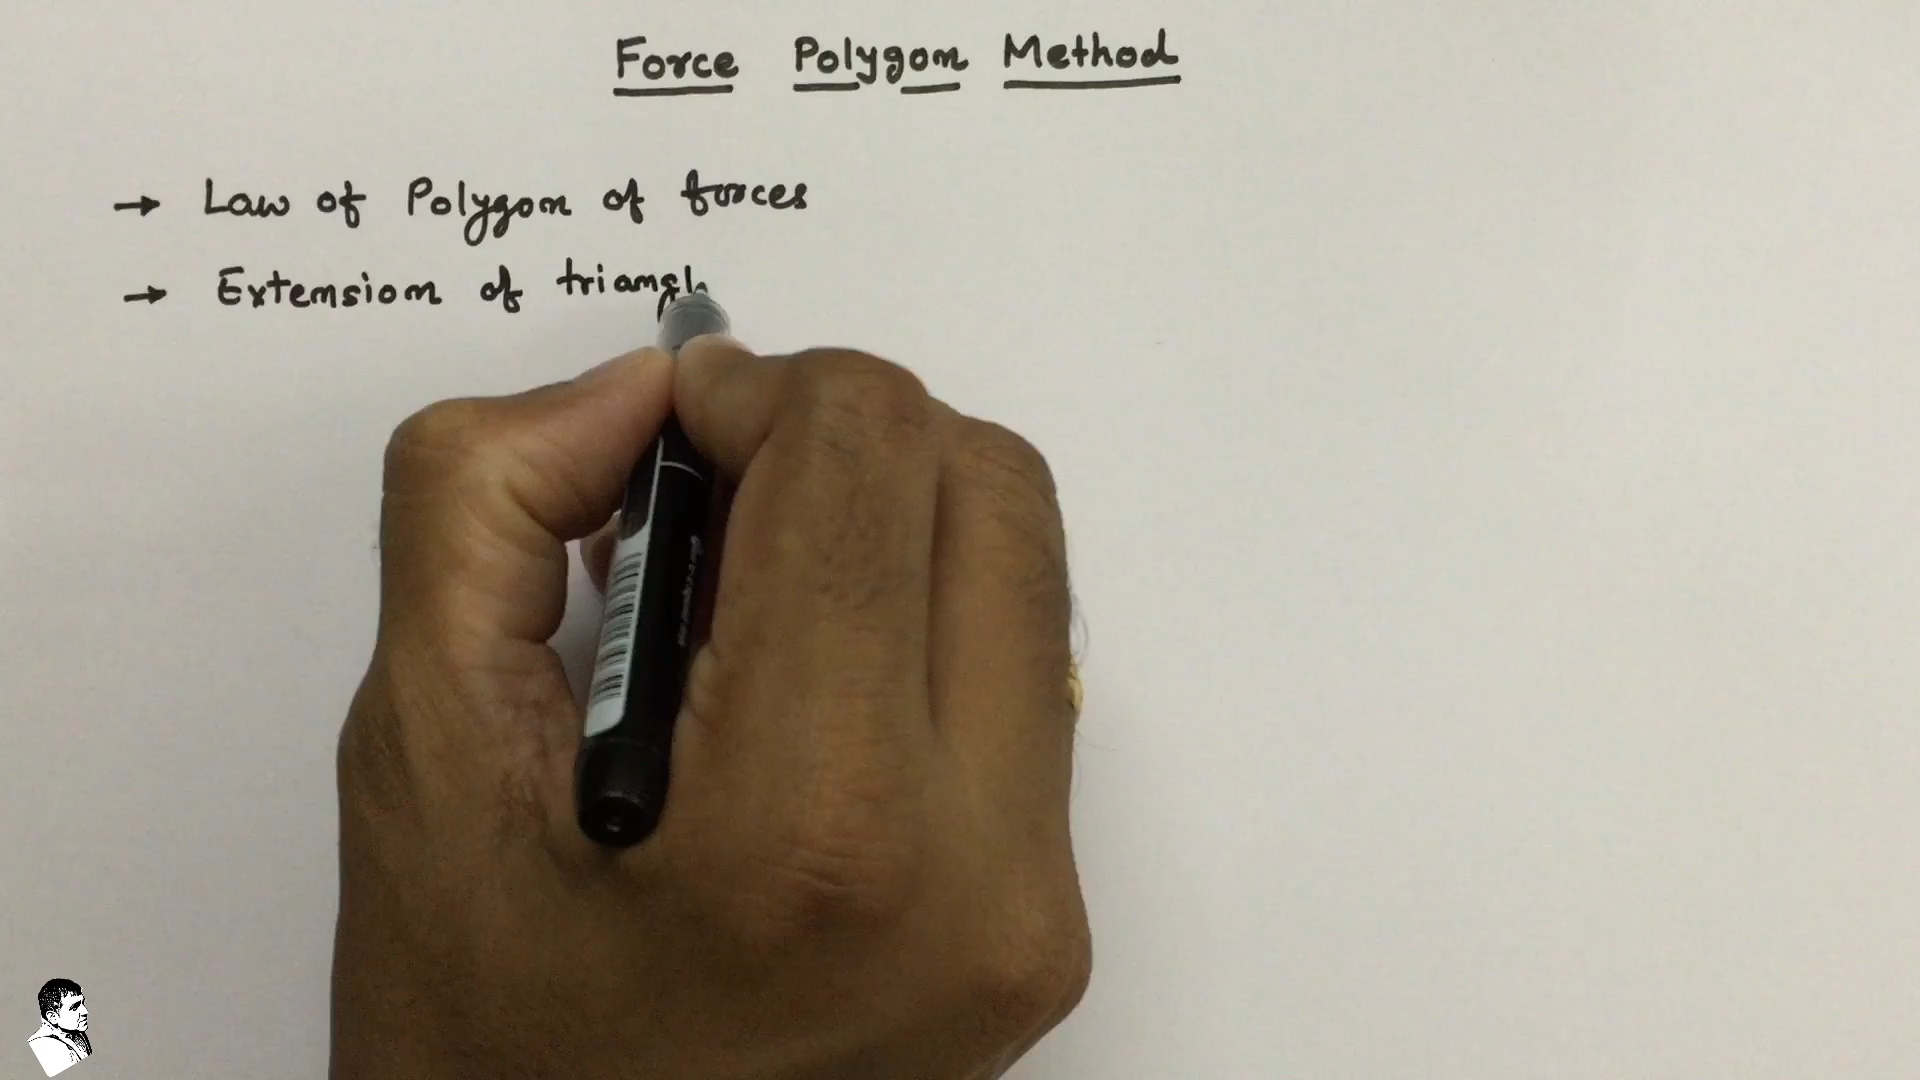 Force Polygon Method
→ Law of Polygon of forces
→ Extension of triangl